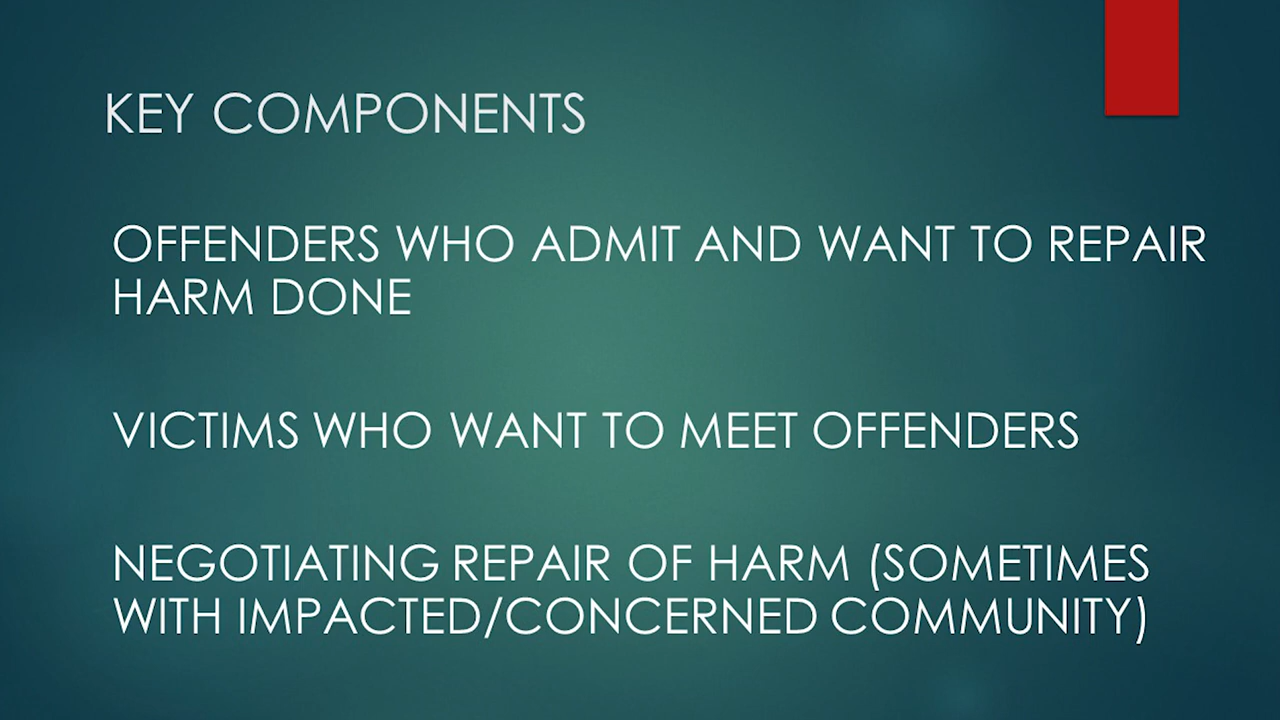 KEY COMPONENTS
OFFENDERS WHO ADMIT AND WANT TO REPAIR
HARM DONE
VICTIMS WHO WANT TO MEET OFFENDERS
NEGOTIATING REPAIR OF HARM (SOMETIMES
WITH IMPACTED/CONCERNED COMMUNITY)